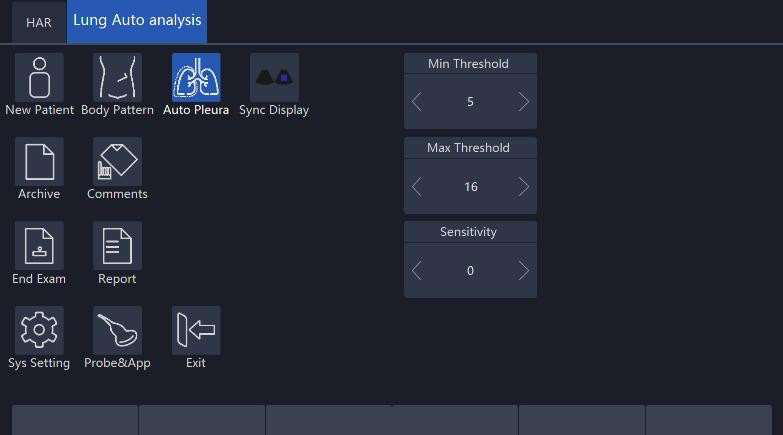 HAR
Lung Auto analysis
New Patient
Body Pattern
Auto Pleura
Sync Display
Min Threshold
5
Archive
Comments
Max Threshold
16
End Exam
Report
Sensitivity
0
Sys Setting
Probe&App
Exit